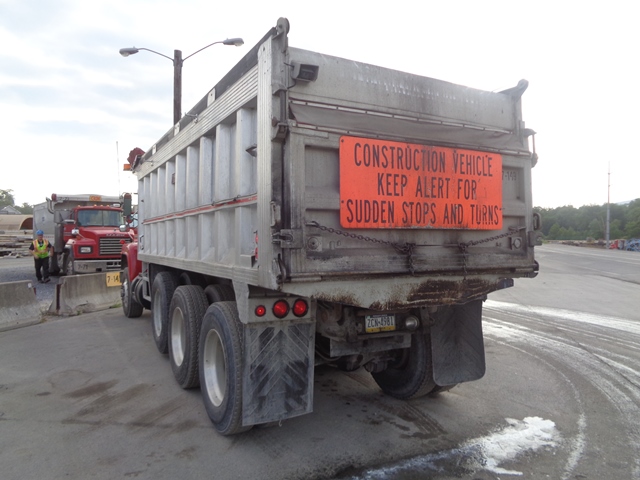 CONSTRUCTION VEHICLE
KEEP ALERT FOR
SUDDEN STOPS AND TURNS